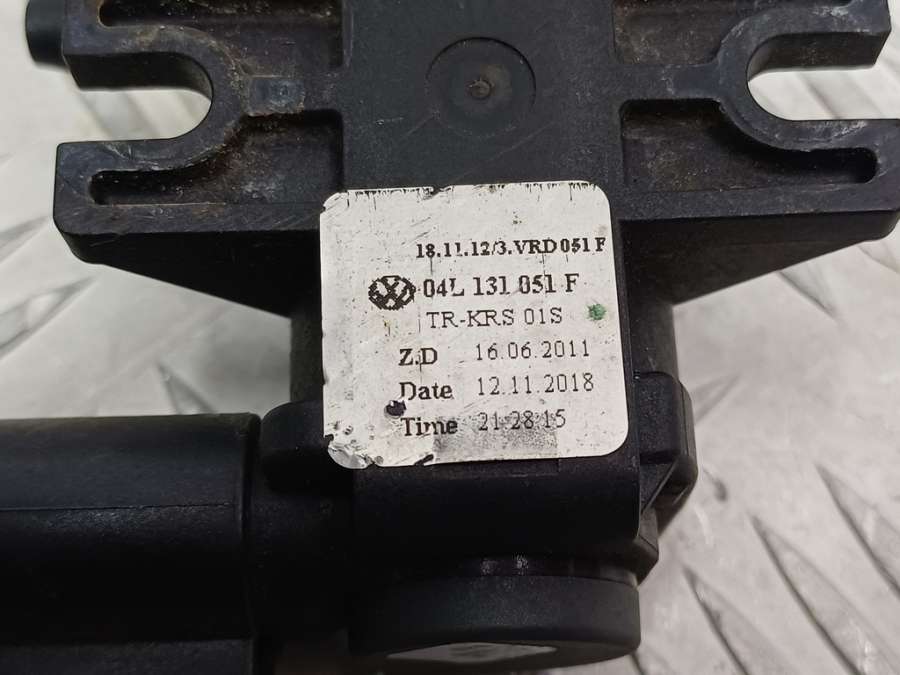 18.11.12/3.VRD 051 F
04L 131 051 F
TR-KRS 01S
Z.D 16.06.2011
Date 12.11.2018
Time 21:28:15